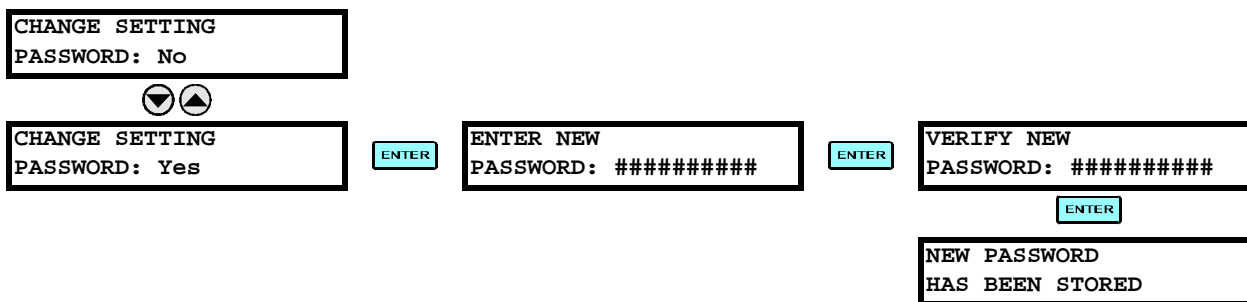 CHANGE SETTING
PASSWORD: No
CHANGE SETTING
PASSWORD: Yes
ENTER
ENTER NEW
PASSWORD: ##########
ENTER
VERIFY NEW
PASSWORD: ##########
ENTER
NEW PASSWORD
HAS BEEN STORED